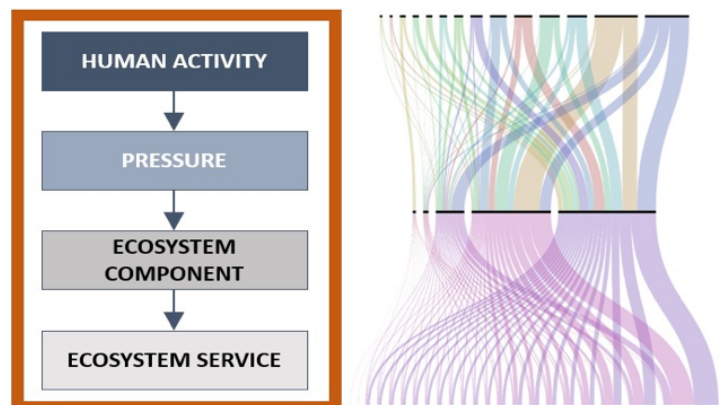 HUMAN ACTIVITY
PRESSURE
ECOSYSTEM
COMPONENT
ECOSYSTEM SERVICE